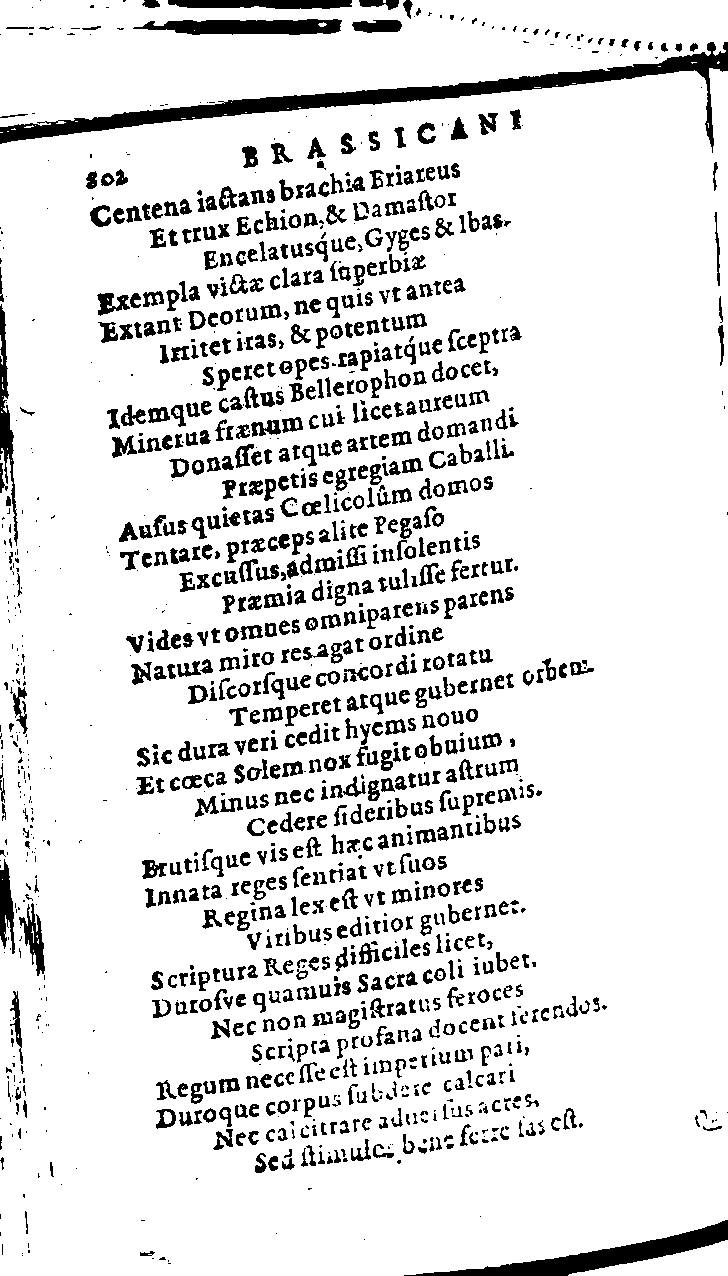 802 BRASSICANI
Centena iactans brachia Briareus
Et trux Echion, & Damaſtor
Encelatusq́ue, Gyges & Ibas.
Exempla victæ clara ſuperbiæ
Extant Deorum, ne quis vt antea
Irritet iras, & potentum
Speret opes rapiatq́ue ſceptra
Idemque caſtus Bellerophon docet,
Minerua frænum cui licet aureum
Donaſſet atque artem domandi
Præpetis egregiam Caballi.
Auſus quietas Cœlicolûm domos
Tentare, præceps alite Pegaſo
Excuſſus, admiſſi inſolentis
Præmia digna tuliſſe fertur.
Vides vt omnes omniparens parens
Natura miro res agat ordine
Diſcorſque concordi rotatu
Temperet atque gubernet orbem.
Sic dura veri cedit hyems nouo
Et cœca Solem nox fugit obuium,
Minus nec indignatur aſtrum
Cedere ſideribus ſupremis.
Brutiſque vis eſt hæc animantibus
Innata reges ſentiat vt ſuos
Regina lex eſt vt minores
Viribus editior gubernet.
Scriptura Reges difficiles licet,
Duroſve quamuis Sacra coli iubet.
Nec non magiſtratus feroces
Scripta profana docent ferendos.
Regum neceſſe eſt imperium pati,
Duroque corpus ſubdere calcari
Nec calcitrare aduerſus acres,
Sed ſtimulos bene ferre fas eſt.